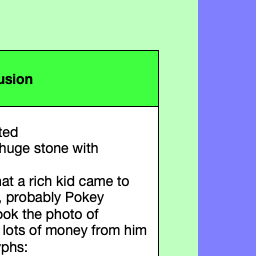 usion
ted
huge stone with
at a rich kid came to
, probably Pokey
ook the photo of
lots of money from him
yphs: